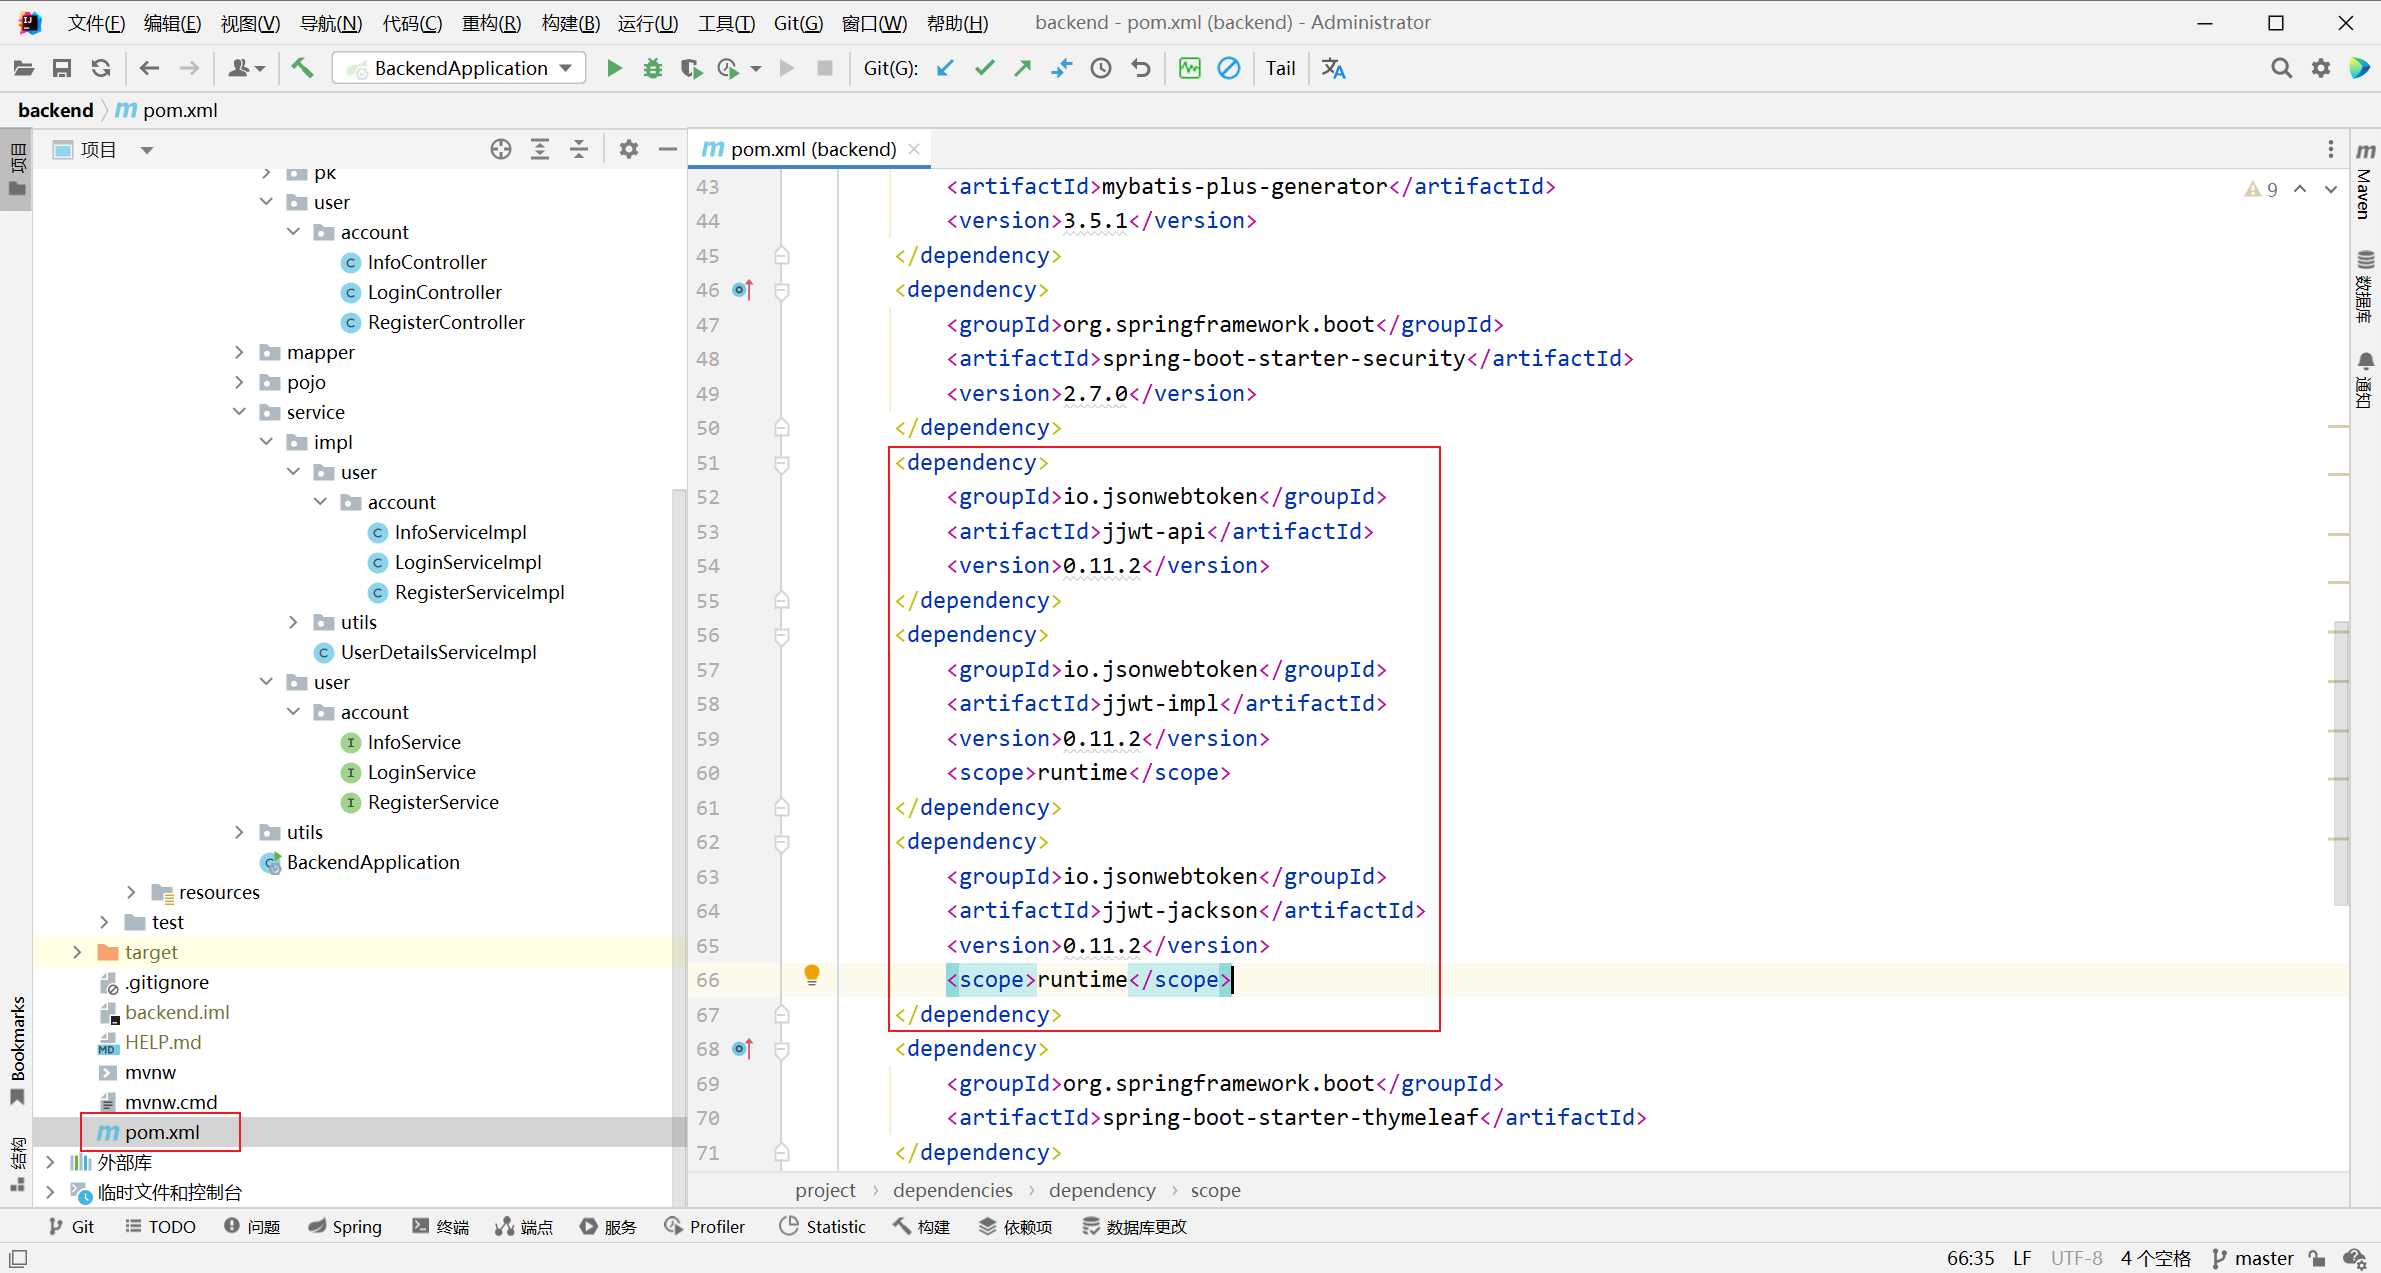 文件(F) 编辑(E) 视图(V) 导航(N) 代码(C) 重构(R) 构建(B) 运行(U) 工具(T) Git(G) 窗口(W) 帮助(H) backend - pom.xml (backend) - Administrator
BackendApplication Git(G): Tail
backend pom.xml
项目
pom.xml (backend)
项目
pk
user
account
InfoController
LoginController
RegisterController
mapper
pojo
service
impl
user
account
InfoServiceImpl
LoginServiceImpl
RegisterServiceImpl
utils
UserDetailsServiceImpl
user
account
InfoService
LoginService
RegisterService
utils
BackendApplication
resources
test
target
.gitignore
backend.iml
HELP.md
mvnw
mvnw.cmd
pom.xml
外部库
临时文件和控制台
Bookmarks
结构
43 <artifactId>mybatis-plus-generator</artifactId>
44 <version>3.5.1</version>
45 </dependency>
46 <dependency>
47 <groupId>org.springframework.boot</groupId>
48 <artifactId>spring-boot-starter-security</artifactId>
49 <version>2.7.0</version>
50 </dependency>
51 <dependency>
52 <groupId>io.jsonwebtoken</groupId>
53 <artifactId>jjwt-api</artifactId>
54 <version>0.11.2</version>
55 </dependency>
56 <dependency>
57 <groupId>io.jsonwebtoken</groupId>
58 <artifactId>jjwt-impl</artifactId>
59 <version>0.11.2</version>
60 <scope>runtime</scope>
61 </dependency>
62 <dependency>
63 <groupId>io.jsonwebtoken</groupId>
64 <artifactId>jjwt-jackson</artifactId>
65 <version>0.11.2</version>
66 <scope>runtime</scope>
67 </dependency>
68 <dependency>
69 <groupId>org.springframework.boot</groupId>
70 <artifactId>spring-boot-starter-thymeleaf</artifactId>
71 </dependency>
9
Maven
数据库
通知
project dependencies dependency scope
Git TODO 问题 Spring 终端 端点 服务 Profiler Statistic 构建 依赖项 数据库更改
66:35 LF UTF-8 4 个空格 master